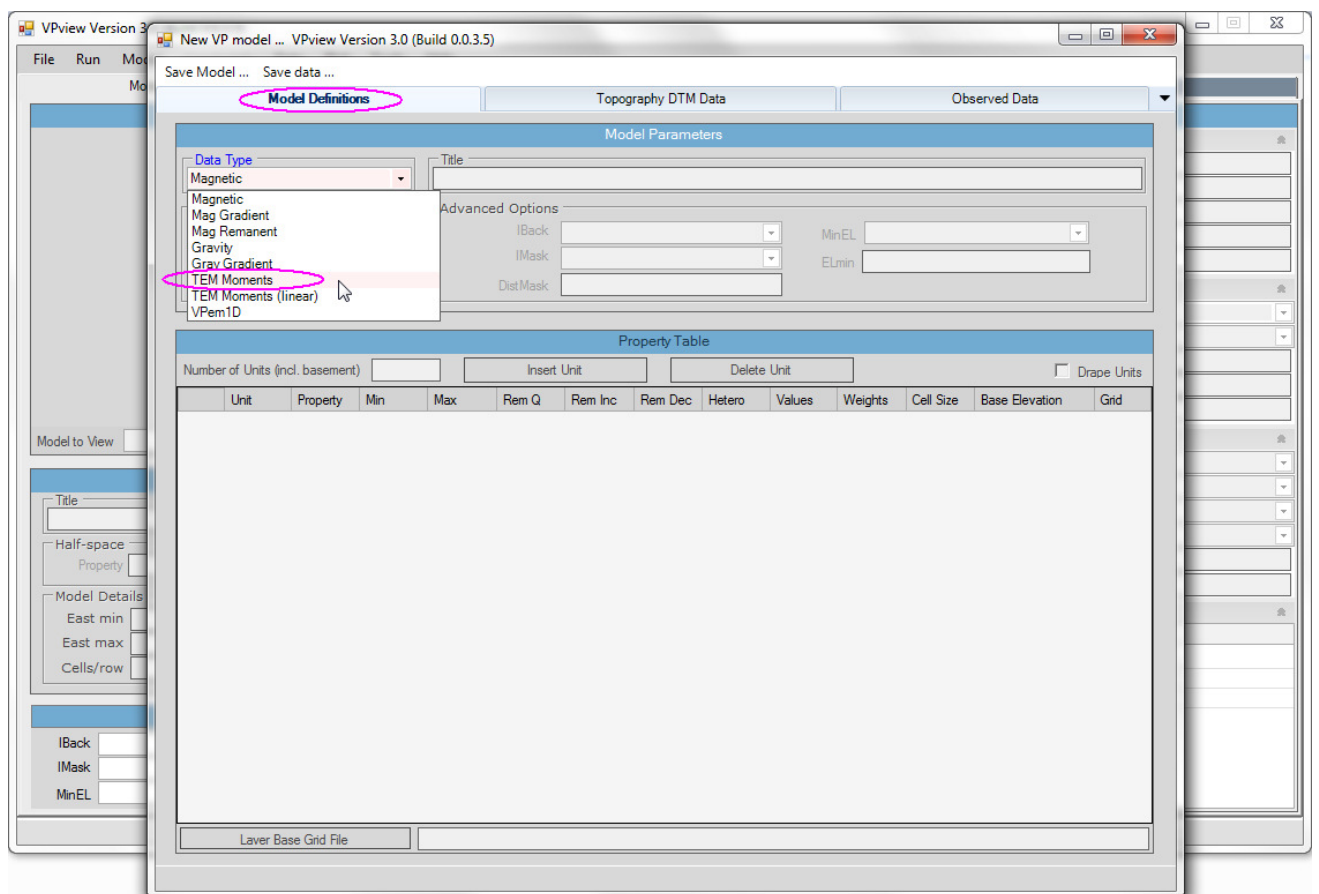 VPview Version 3
New VP model ... VPview Version 3.0 (Build 0.0.3.5)
File Run Mo
Save Model ... Save data ...
Mo
Model Definitions Topography DTM Data Observed Data
Model Parameters
Data Type Title
Magnetic
Magnetic
Mag Gradient
Mag Remanent
Gravity
Grav Gradient
TEM Moments
TEM Moments (linear)
VPem1D
Advanced Options
IBack MinEL
IMask ELmin
DistMask
Property Table
Number of Units (incl. basement) Insert Unit Delete Unit Drape Units
Unit Property Min Max Rem Q Rem Inc Rem Dec Hetero Values Weights Cell Size Base Elevation Grid
Model to View
Title
Half-space
Property
Model Details
East min
East max
Cells/row
IBack
IMask
MinEL
Layer Base Grid File